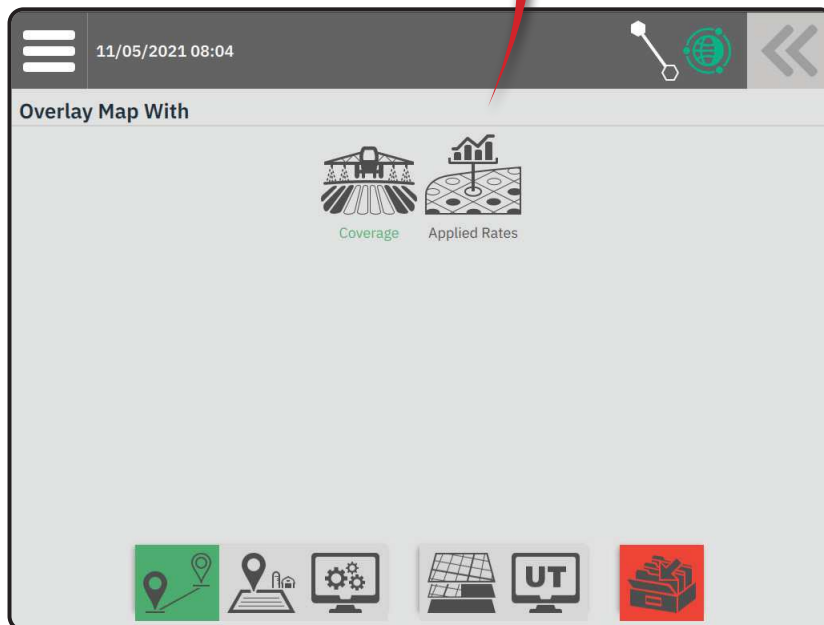 11/05/2021 08:04
Overlay Map With
Coverage
Applied Rates
UT